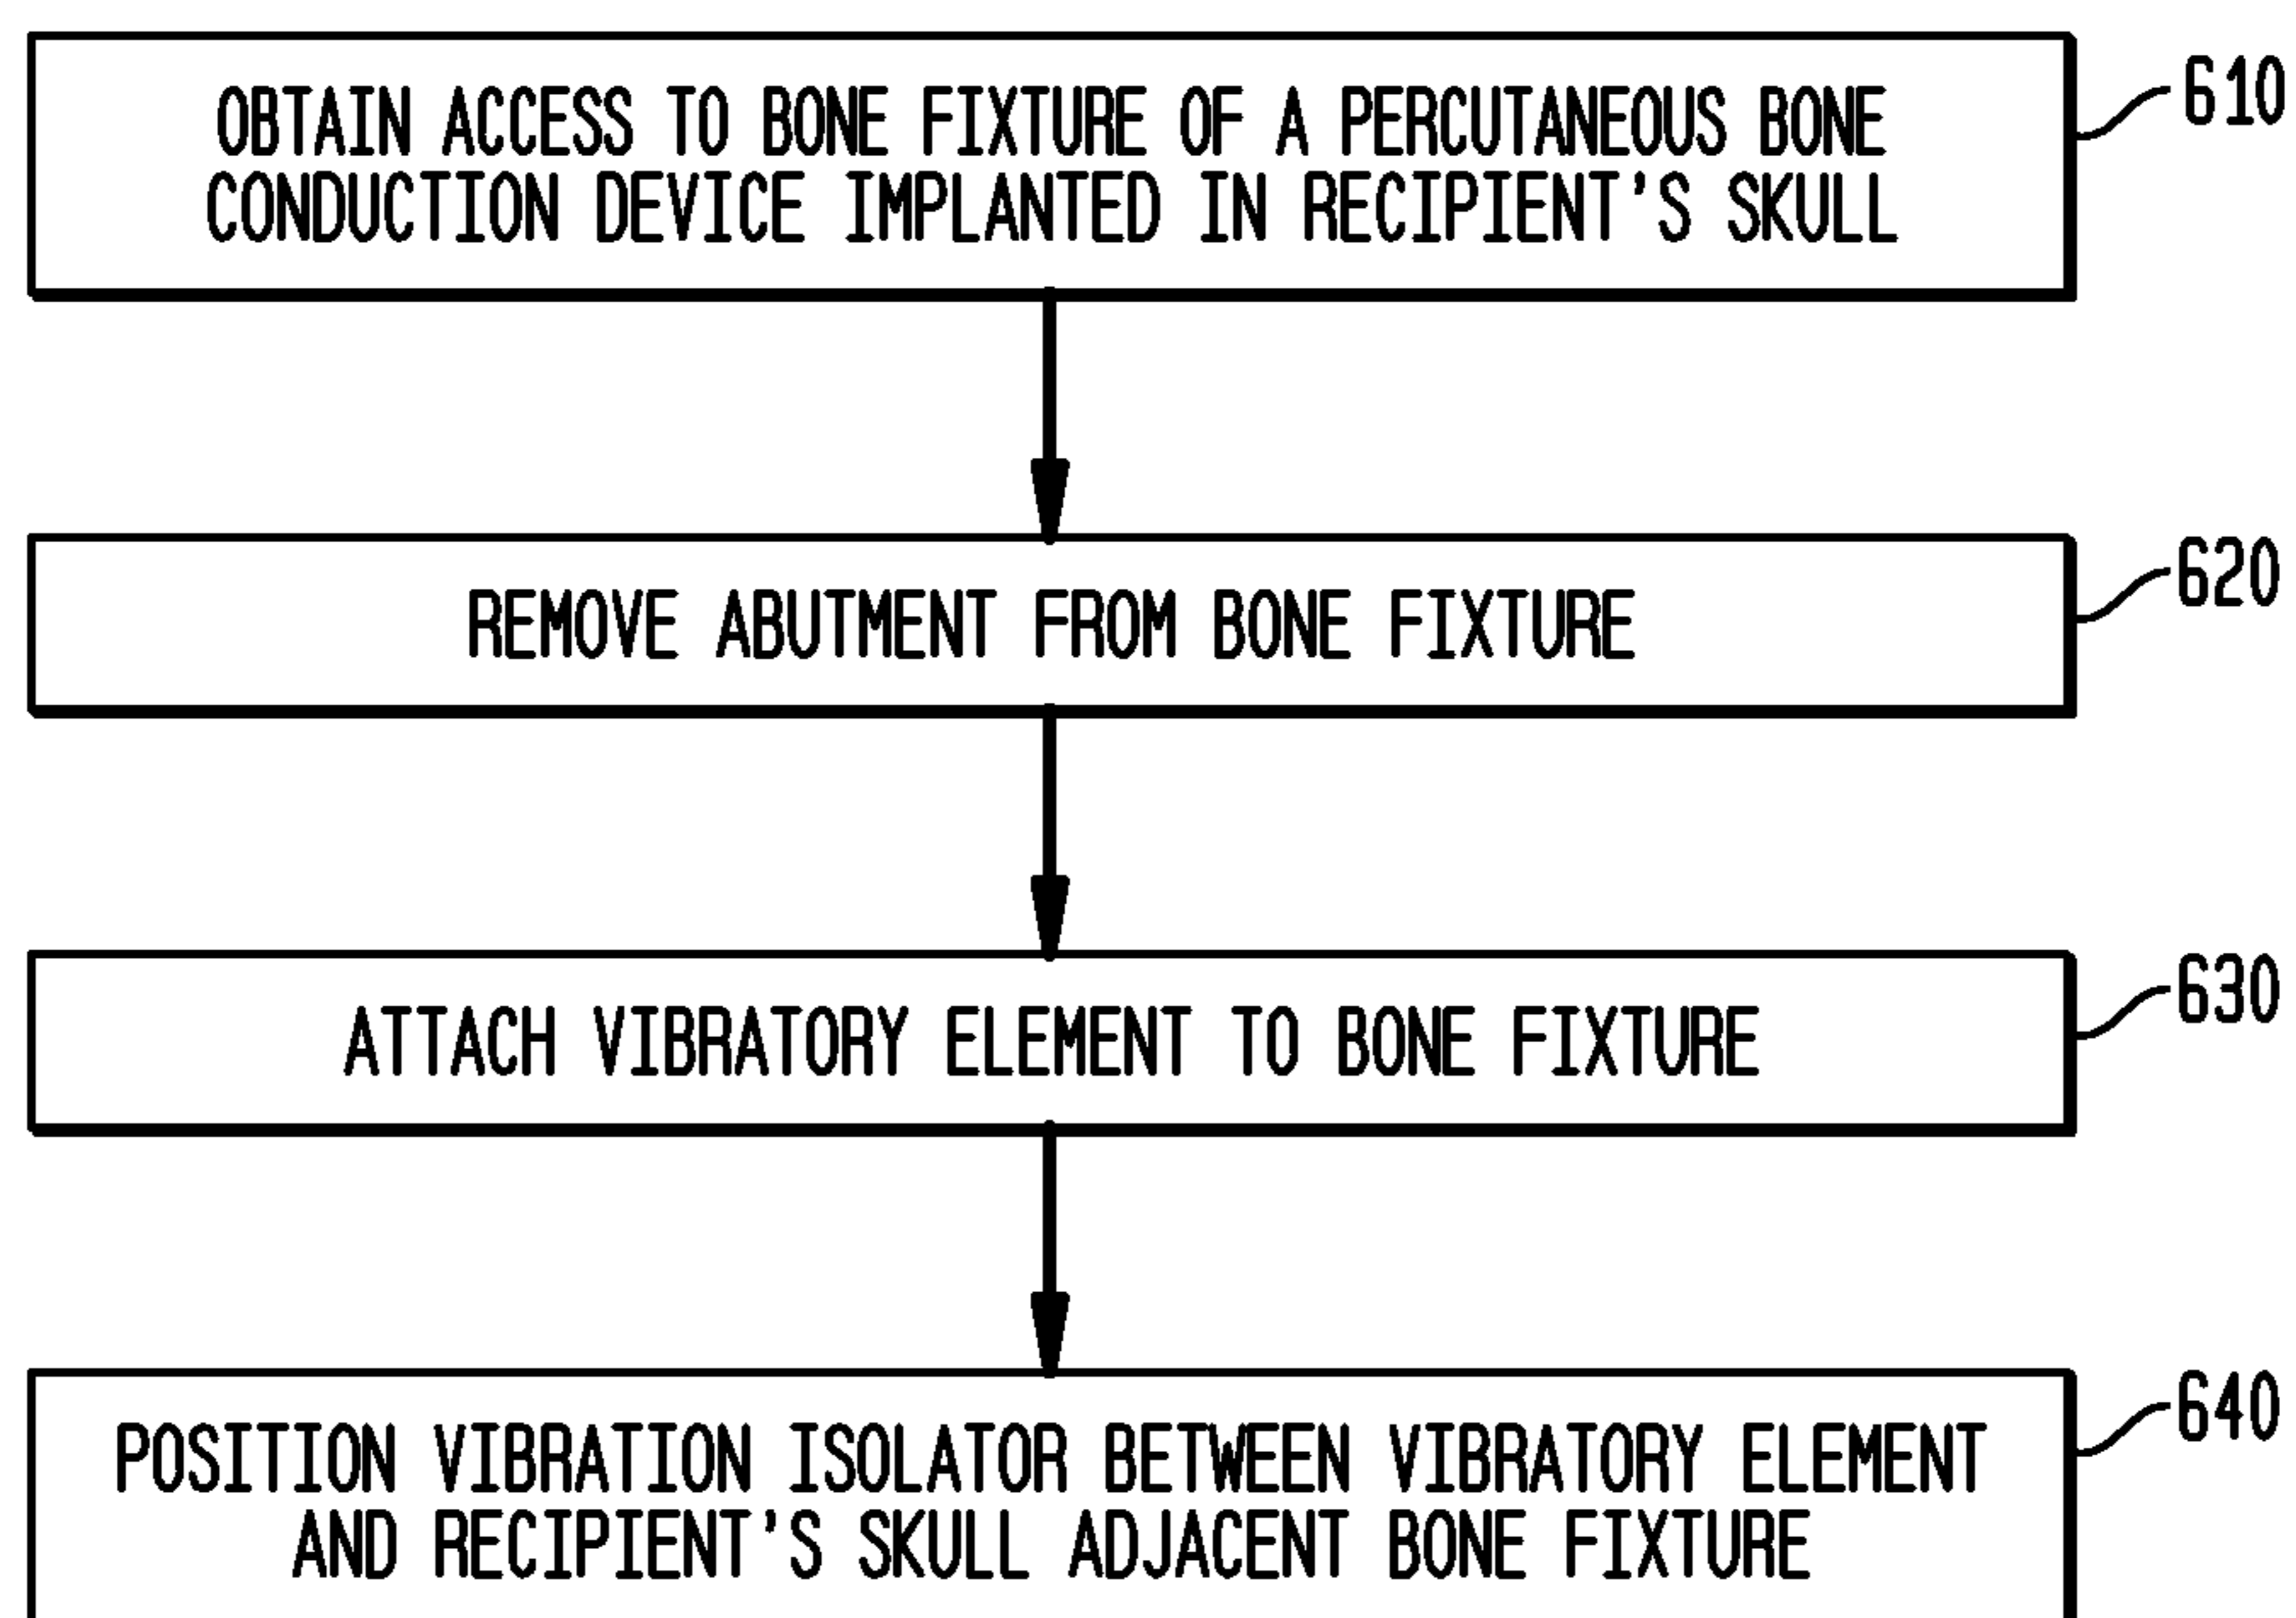 OBTAIN ACCESS TO BONE FIXTURE OF A PERCUTANEOUS BONE
CONDUCTION DEVICE IMPLANTED IN RECIPIENT'S SKULL
610
REMOVE ABUTMENT FROM BONE FIXTURE
620
ATTACH VIBRATORY ELEMENT TO BONE FIXTURE
630
POSITION VIBRATION ISOLATOR BETWEEN VIBRATORY ELEMENT
AND RECIPIENT'S SKULL ADJACENT BONE FIXTURE
640